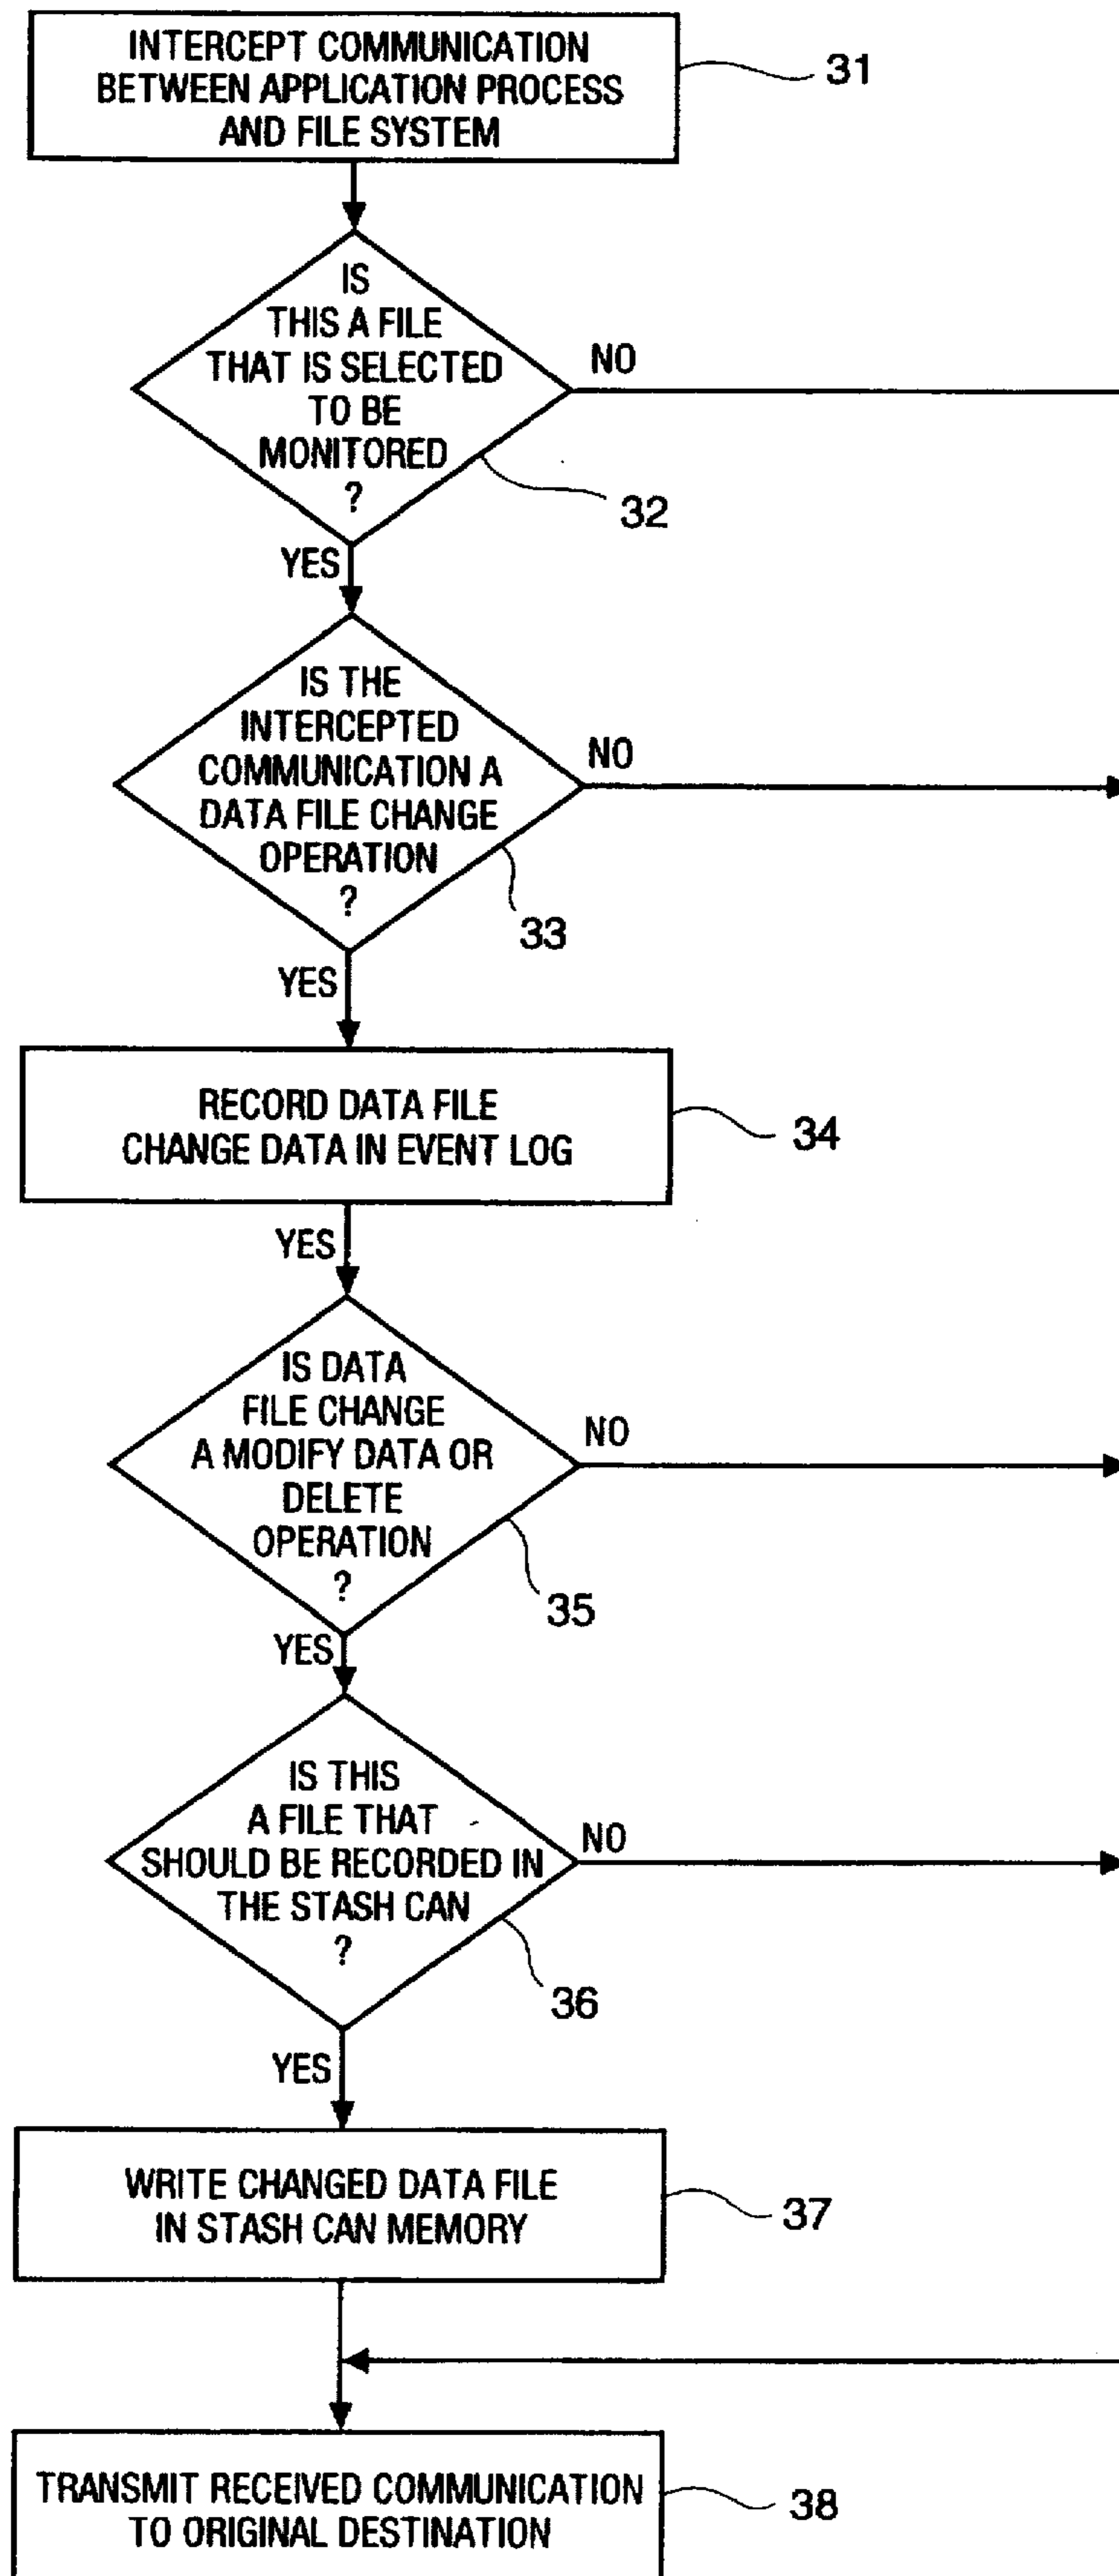 INTERCEPT COMMUNICATION
BETWEEN APPLICATION PROCESS
AND FILE SYSTEM
31
IS
THIS A FILE
THAT IS SELECTED
TO BE
MONITORED
?
NO
32
YES
IS THE
INTERCEPTED
COMMUNICATION A
DATA FILE CHANGE
OPERATION
?
NO
33
YES
RECORD DATA FILE
CHANGE DATA IN EVENT LOG
34
YES
IS DATA
FILE CHANGE
A MODIFY DATA OR
DELETE
OPERATION
?
NO
35
YES
IS THIS
A FILE THAT
SHOULD BE RECORDED IN
THE STASH CAN
?
NO
36
YES
WRITE CHANGED DATA FILE
IN STASH CAN MEMORY
37
TRANSMIT RECEIVED COMMUNICATION
TO ORIGINAL DESTINATION
38